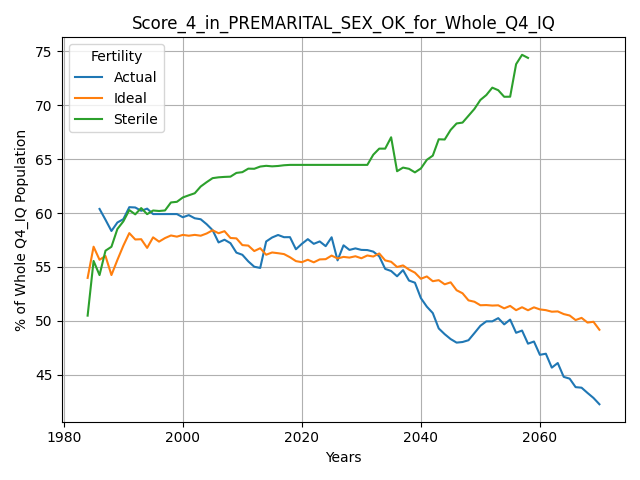 Score_4_in_PREMARITAL_SEX_OK_for_Whole_Q4_IQ
% of Whole Q4_IQ Population
75
70
65
60
55
50
45
Fertility
Actual
Ideal
Sterile
1980
2000
2020
2040
2060
Years